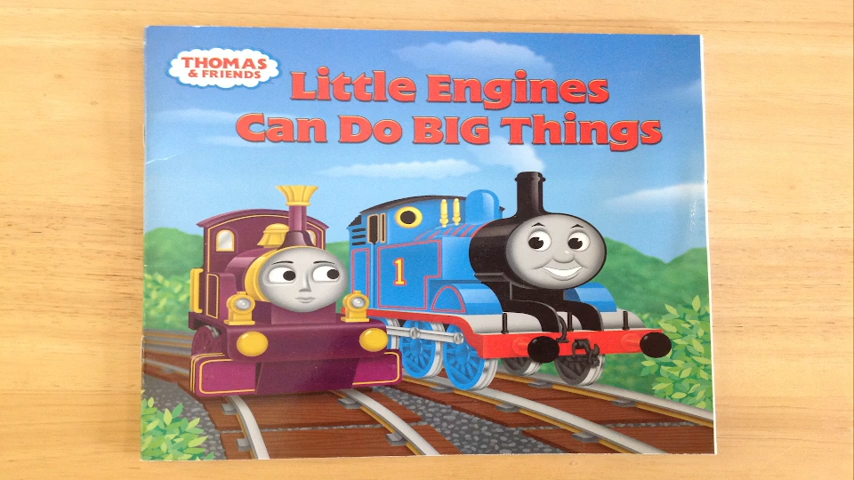 THOMAS
& FRIENDS
Little Engines
Can Do BIG Things
1